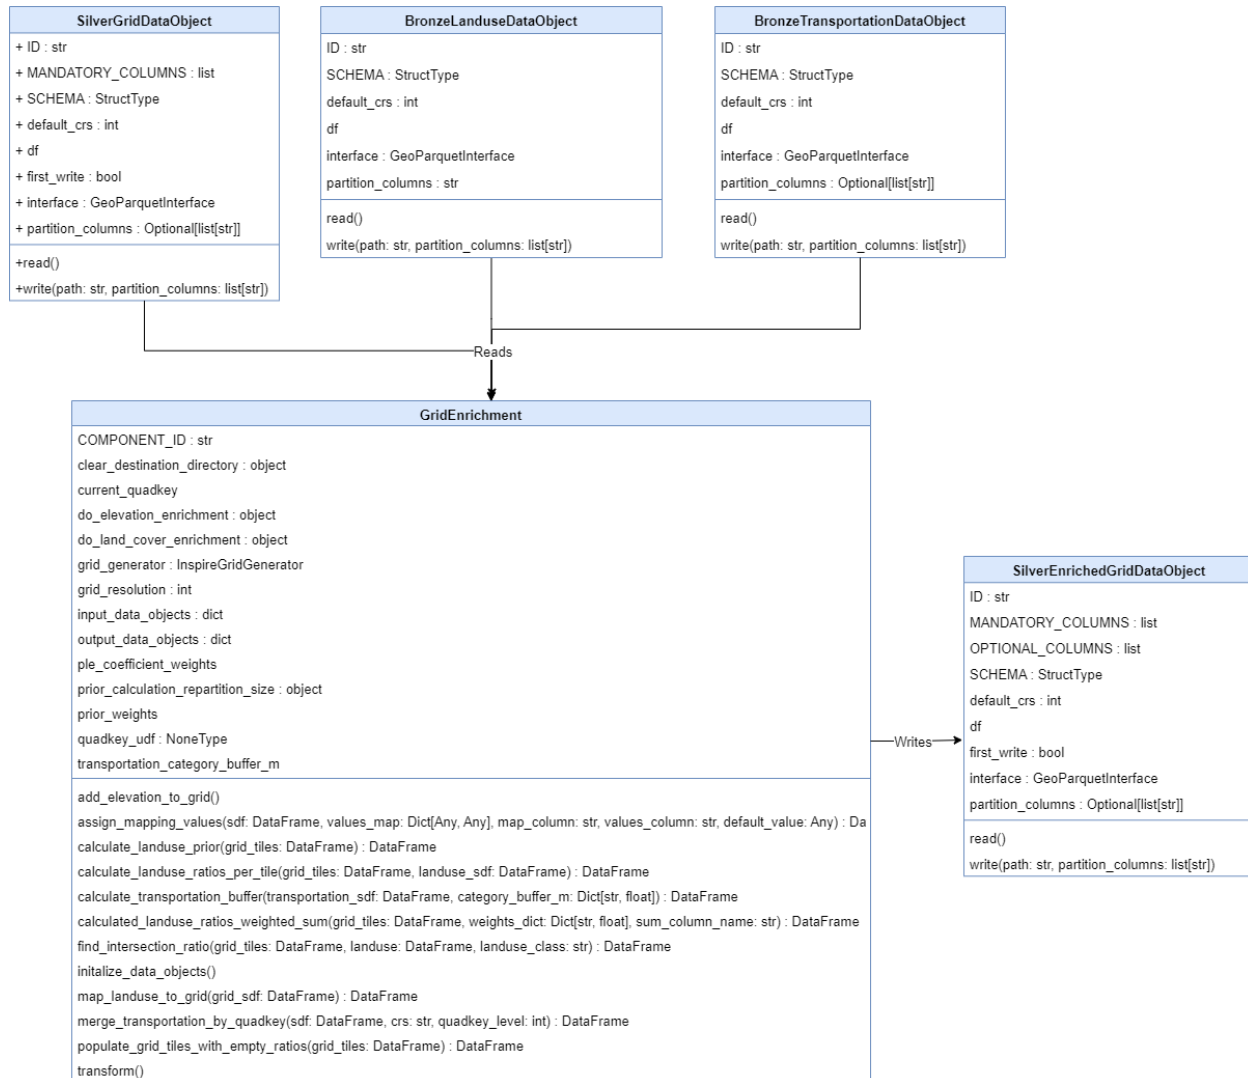 SilverGridDataObject
+ ID : str
+ MANDATORY_COLUMNS : list
+ SCHEMA : StructType
+ default_crs : int
+ df
+ first_write : bool
+ interface : GeoParquetInterface
+ partition_columns : Optional[list[str]]
+read()
+write(path: str, partition_columns: list[str])
BronzeLanduseDataObject
ID : str
SCHEMA : StructType
default_crs : int
df
interface : GeoParquetInterface
partition_columns : str
read()
write(path: str, partition_columns: list[str])
BronzeTransportationDataObject
ID : str
SCHEMA : StructType
default_crs : int
df
interface : GeoParquetInterface
partition_columns : Optional[list[str]]
read()
write(path: str, partition_columns: list[str])
Reads
GridEnrichment
COMPONENT_ID : str
clear_destination_directory : object
current_quadkey
do_elevation_enrichment : object
do_land_cover_enrichment : object
grid_generator : InspireGridGenerator
grid_resolution : int
input_data_objects : dict
output_data_objects : dict
ple_coefficient_weights
prior_calculation_repartition_size : object
prior_weights
quadkey_udf : NoneType
transportation_category_buffer_m
add_elevation_to_grid()
assign_mapping_values(sdf: DataFrame, values_map: Dict[Any, Any], map_column: str, values_column: str, default_value: Any) : Da
calculate_landuse_prior(grid_tiles: DataFrame) : DataFrame
calculate_landuse_ratios_per_tile(grid_tiles: DataFrame, landuse_sdf: DataFrame) : DataFrame
calculate_transportation_buffer(transportation_sdf: DataFrame, category_buffer_m: Dict[str, float]) : DataFrame
calculated_landuse_ratios_weighted_sum(grid_tiles: DataFrame, weights_dict: Dict[str, float], sum_column_name: str) : DataFrame
find_intersection_ratio(grid_tiles: DataFrame, landuse: DataFrame, landuse_class: str) : DataFrame
initalize_data_objects()
map_landuse_to_grid(grid_sdf: DataFrame) : DataFrame
merge_transportation_by_quadkey(sdf: DataFrame, crs: str, quadkey_level: int) : DataFrame
populate_grid_tiles_with_empty_ratios(grid_tiles: DataFrame) : DataFrame
transform()
Writes
SilverEnrichedGridDataObject
ID : str
MANDATORY_COLUMNS : list
OPTIONAL_COLUMNS : list
SCHEMA : StructType
default_crs : int
df
first_write : bool
interface : GeoParquetInterface
partition_columns : Optional[list[str]]
read()
write(path: str, partition_columns: list[str])